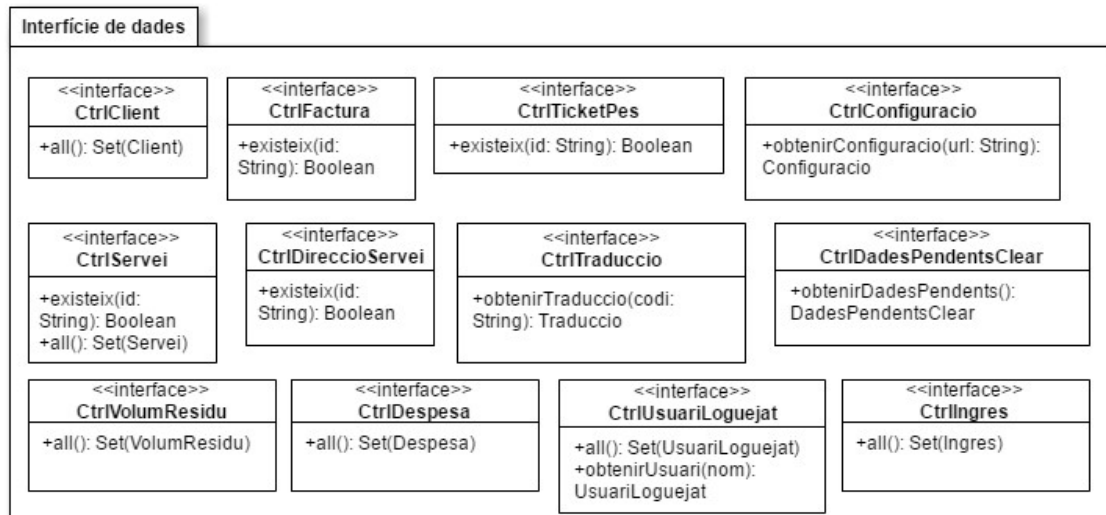 Interfície de dades
<<interface>>
CtrlClient
+all(): Set(Client)
<<interface>>
CtrlFactura
+existeix(id:
String): Boolean
<<interface>>
CtrlTicketPes
+existeix(id: String): Boolean
<<interface>>
CtrlConfiguracio
+obtenirConfiguracio(url: String):
Configuracio
<<interface>>
CtrlServei
+existeix(id:
String): Boolean
+all(): Set(Servei)
<<interface>>
CtrlDireccioServei
+existeix(id:
String): Boolean
<<interface>>
CtrlTraduccio
+obtenirTraduccio(codi:
String): Traduccio
<<interface>>
CtrlDadesPendentsClear
+obtenirDadesPendents():
DadesPendentsClear
<<interface>>
CtrlVolumResidu
+all(): Set(VolumResidu)
<<interface>>
CtrlDespesa
+all(): Set(Despesa)
<<interface>>
CtrlUsuariLoguejat
+all(): Set(UsuariLoguejat)
+obtenirUsuari(nom):
UsuariLoguejat
<<interface>>
CtrlIngres
+all(): Set(Ingres)